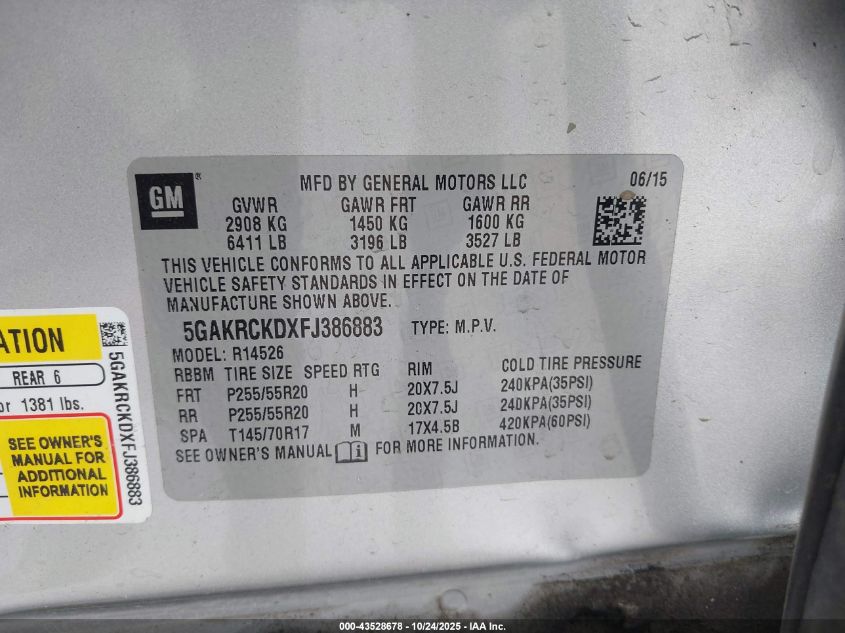 GM®
MFD BY GENERAL MOTORS LLC 06/15
GVWR GAWR FRT GAWR RR
2908 KG 1450 KG 1600 KG
6411 LB 3196 LB 3527 LB
THIS VEHICLE CONFORMS TO ALL APPLICABLE U.S. FEDERAL MOTOR
VEHICLE SAFETY STANDARDS IN EFFECT ON THE DATE OF
MANUFACTURE SHOWN ABOVE.
5GAKRCKDXFJ386883 TYPE: M.P.V.
MODEL: R14526
RBBM TIRE SIZE SPEED RTG RIM COLD TIRE PRESSURE
FRT P255/55R20 H 20X7.5J 240KPA(35PSI)
RR P255/55R20 H 20X7.5J 240KPA(35PSI)
SPA T145/70R17 M 17X4.5B 420KPA(60PSI)
SEE OWNER'S MANUAL FOR MORE INFORMATION.
ATION
REAR 6
or 1381 lbs.
SEE OWNER'S
MANUAL FOR
ADDITIONAL
INFORMATION
5GAKRCKDXFJ386883
000-43528678 - 10/24/2025 - IAA Inc.